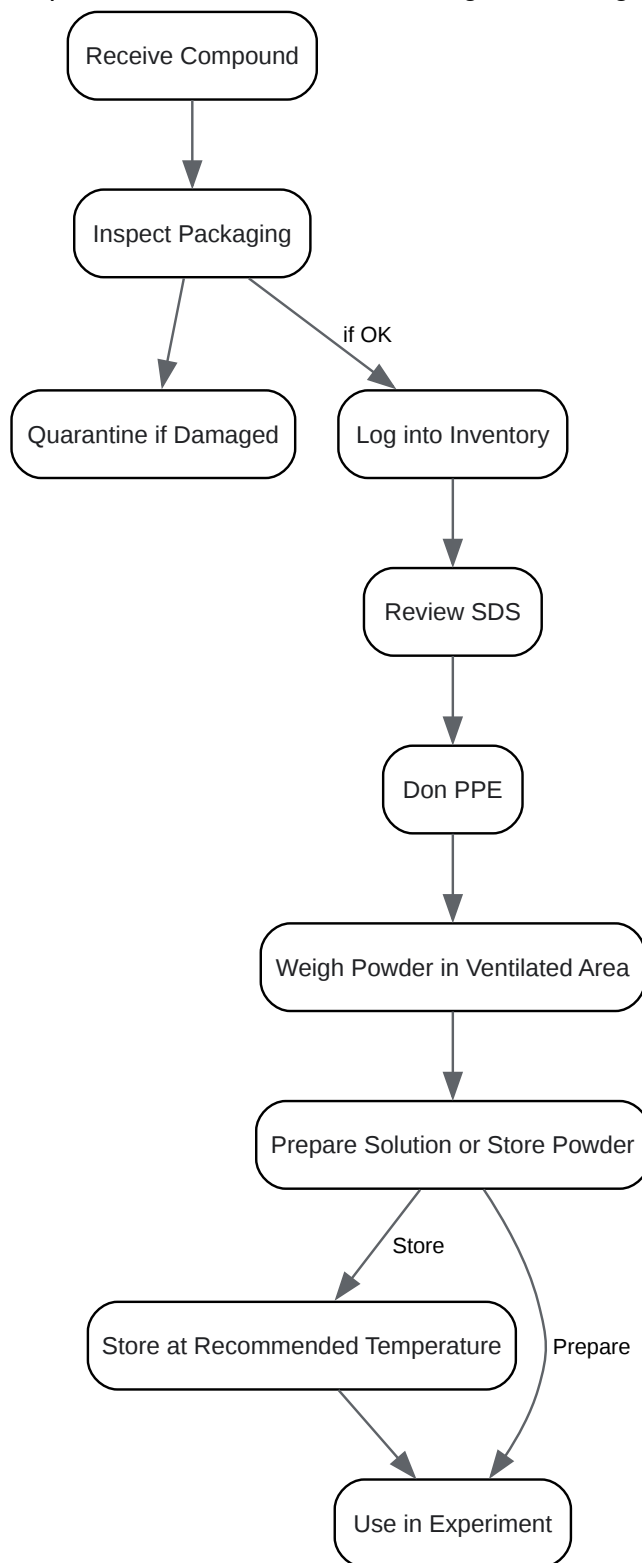 Receive Compound
Inspect Packaging
if OK
Quarantine if Damaged
Log into Inventory
Review SDS
Don PPE
Weigh Powder in Ventilated Area
Prepare Solution or Store Powder
Store
Store at Recommended Temperature
Prepare
Use in Experiment